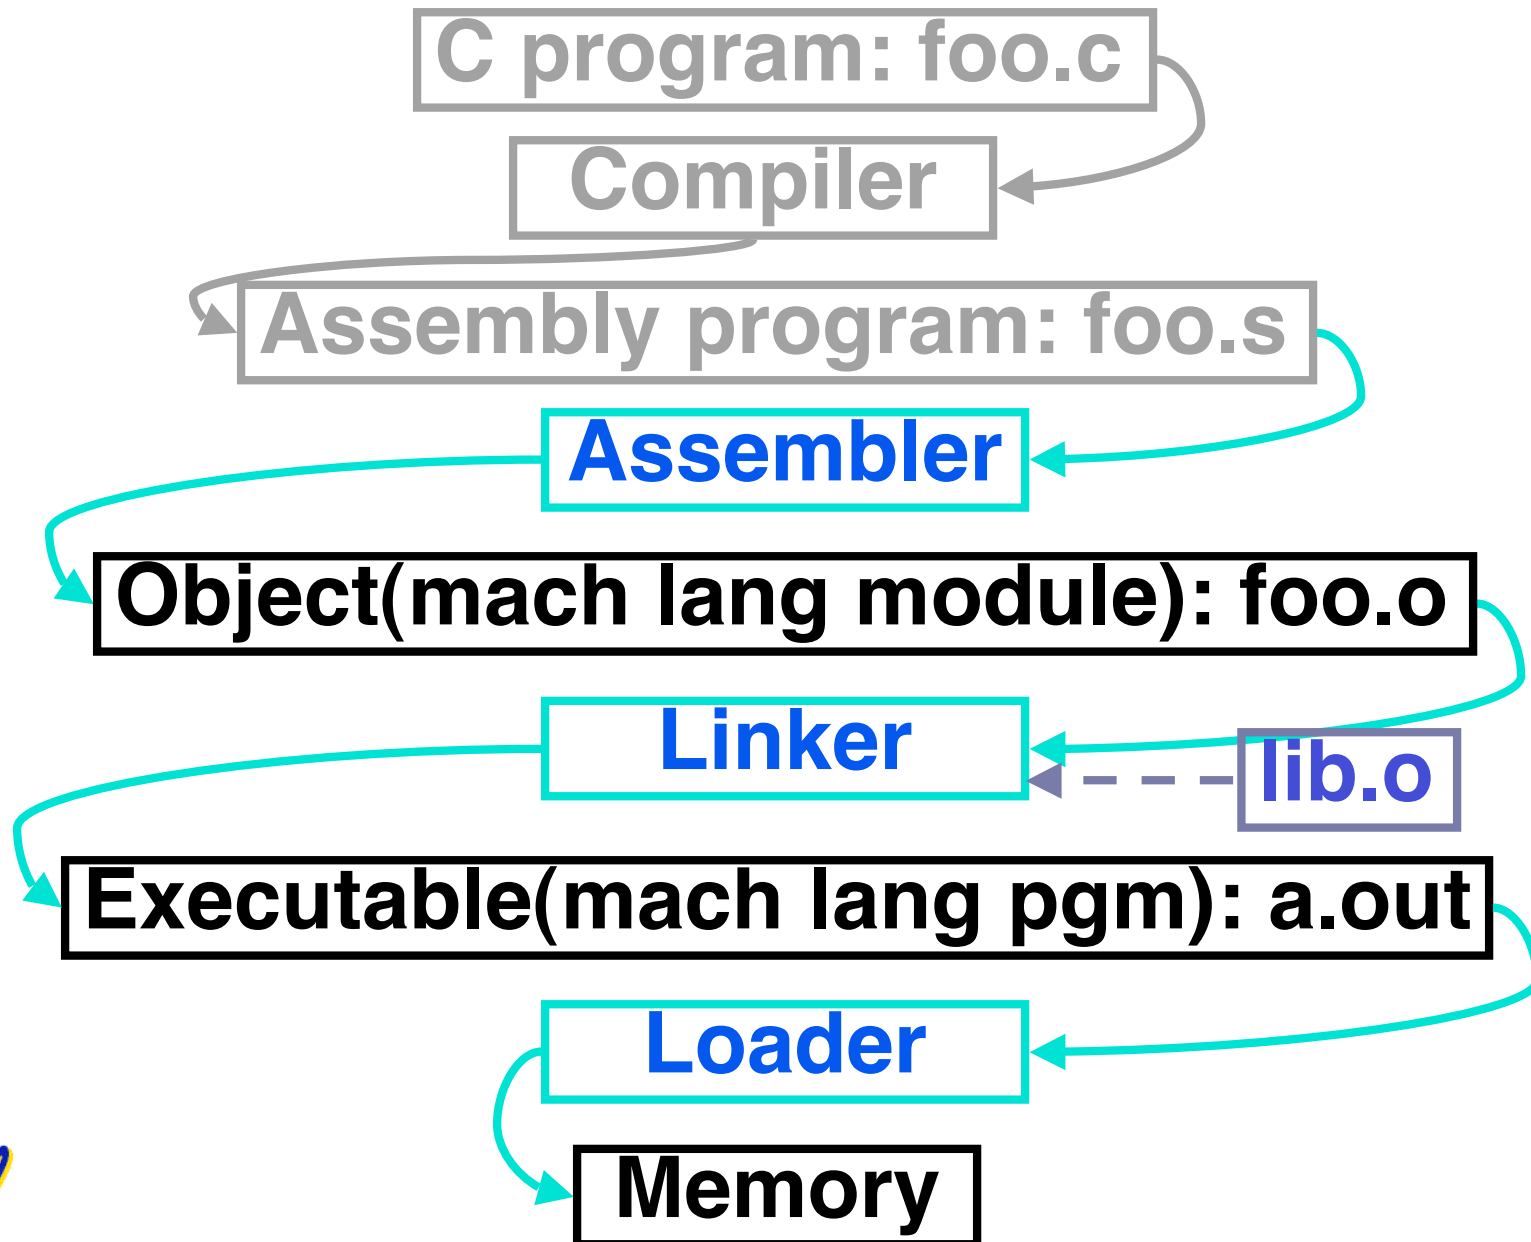 C program: foo.c
Compiler
Assembly program: foo.s
Assembler
Object(mach lang module): foo.o
Linker
lib.o
Executable(mach lang pgm): a.out
Loader
Memory